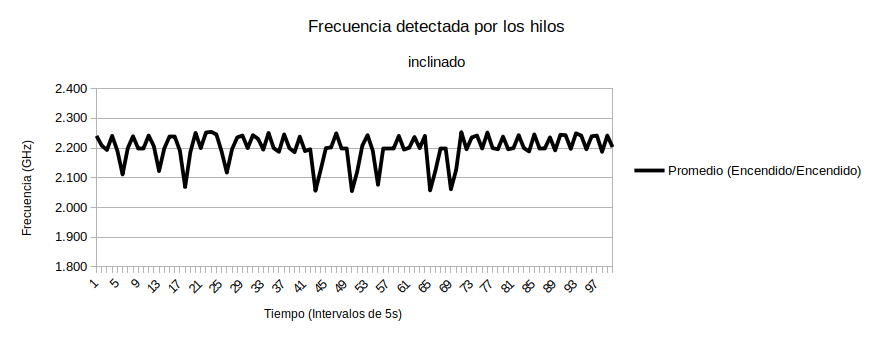 Frecuencia detectada por los hilos
inclinado
2.400
2.300
2.200
2.100
2.000
1.900
1.800
Frecuencia (GHz)
1 5 9 13 17 21 25 29 33 37 41 45 49 53 57 61 65 69 73 77 81 85 89 93 97
Tiempo (Intervalos de 5s)
Promedio (Encendido/Encendido)